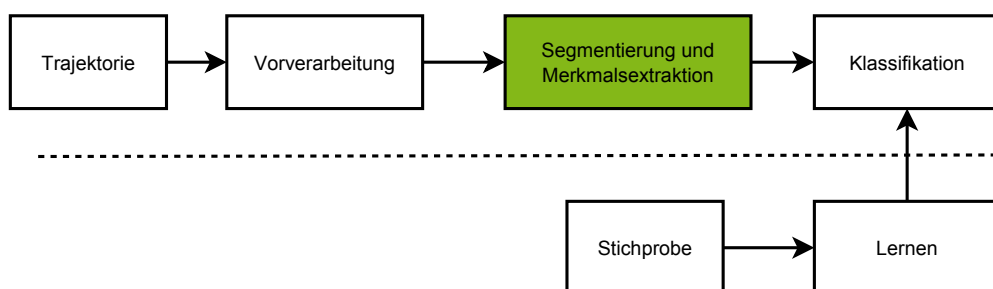 Trajektorie
Vorverarbeitung
Segmentierung und
Merkmalsextraktion
Klassifikation
Stichprobe
Lernen